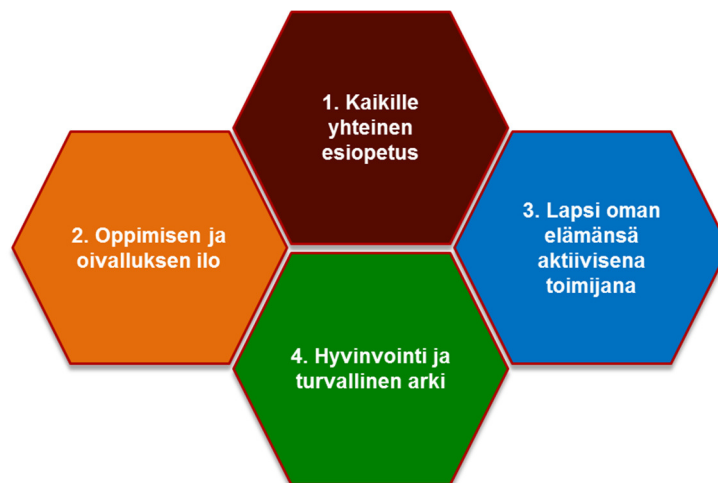 1. Kaikille
yhteinen
esiopetus
2. Oppimisen ja
oivalluksen ilo
3. Lapsi oman
elämänsä
aktiivisena
toimijana
4. Hyvinvointi ja
turvallinen arki